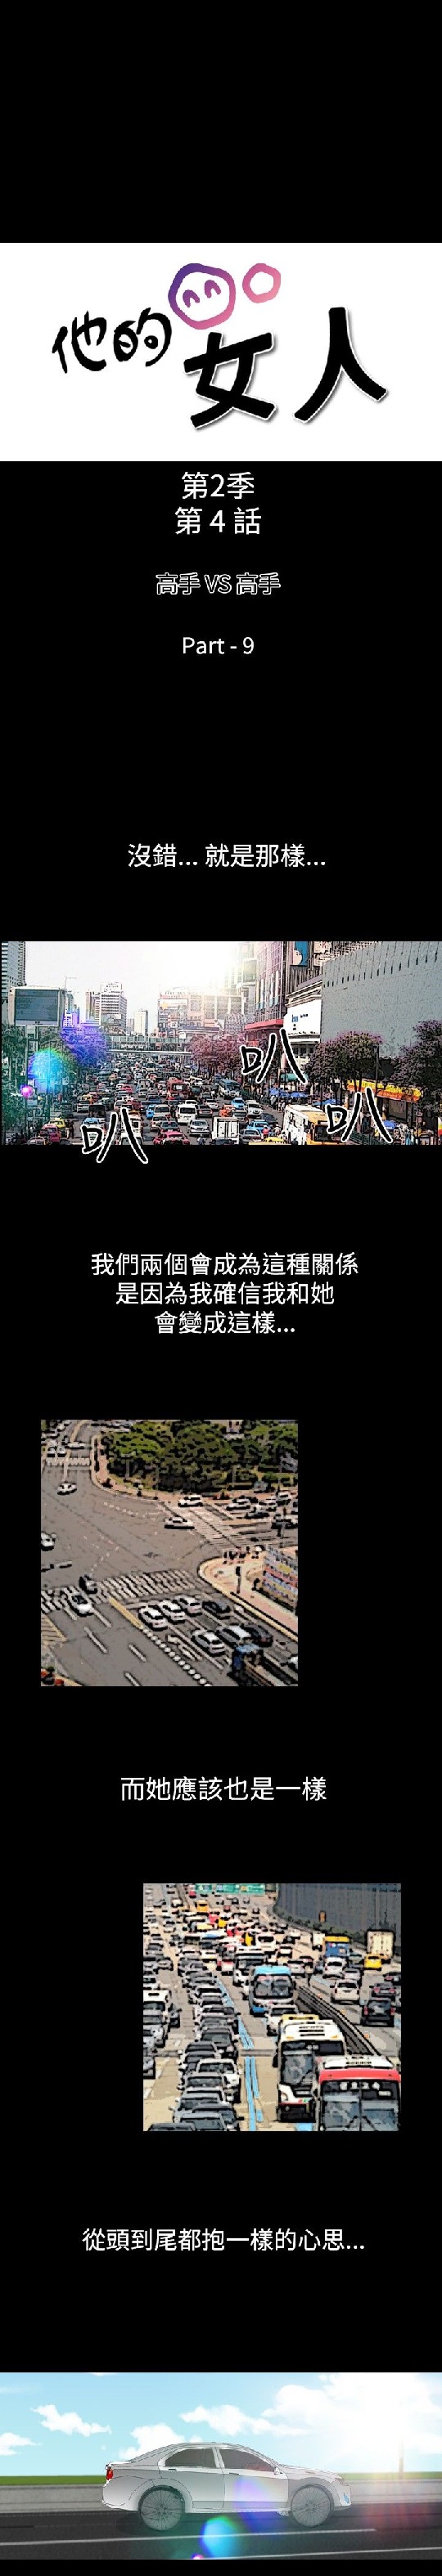 他的女人
第2季
第 4 話
高手 VS 高手
Part - 9
沒錯... 就是那樣...
叭
叭
叭
我們兩個會成為這種關係
是因為我確信我和她
會變成這樣...
而她應該也是一樣
從頭到尾都抱一樣的心思...